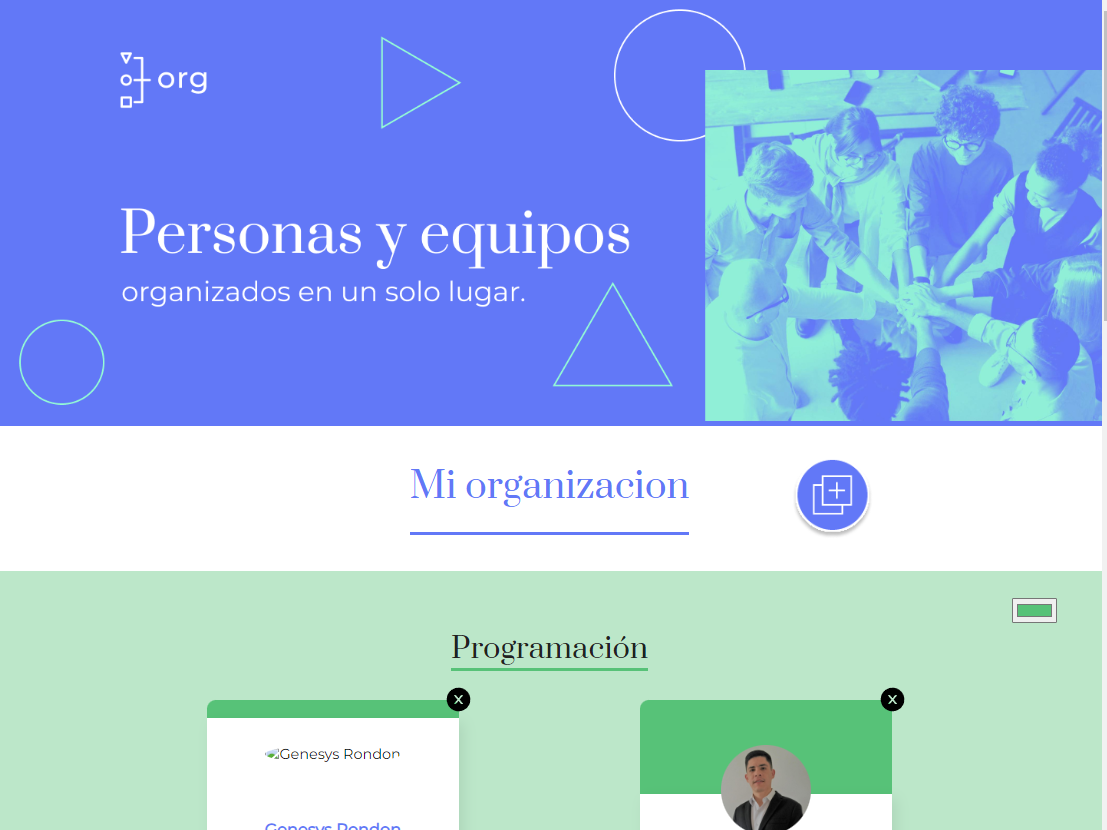 org
Personas y equipos
organizados en un solo lugar.
Mi organizacion
Programación
X
X
Genesys Rondon
Genesys Rondon